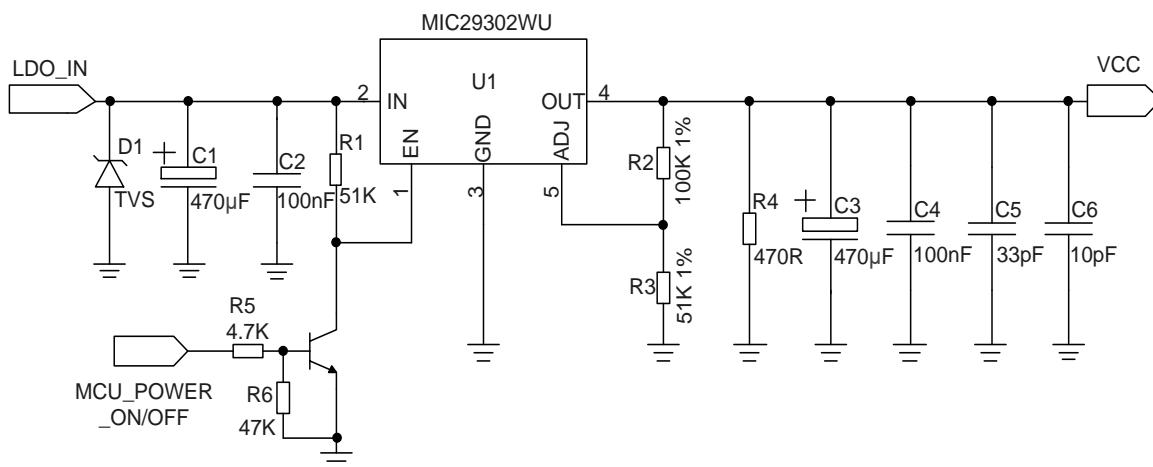 MIC29302WU
LDO_IN
VCC
2
IN
U1
OUT
4
EN
GND
ADJ
1
3
5
D1
TVS
+
C1
470µF
C2
100nF
R1
51K
R2
100K 1%
R3
51K 1%
R4
470R
+
C3
470µF
C4
100nF
C5
33pF
C6
10pF
R5
4.7K
MCU_POWER
_ON/OFF
R6
47K